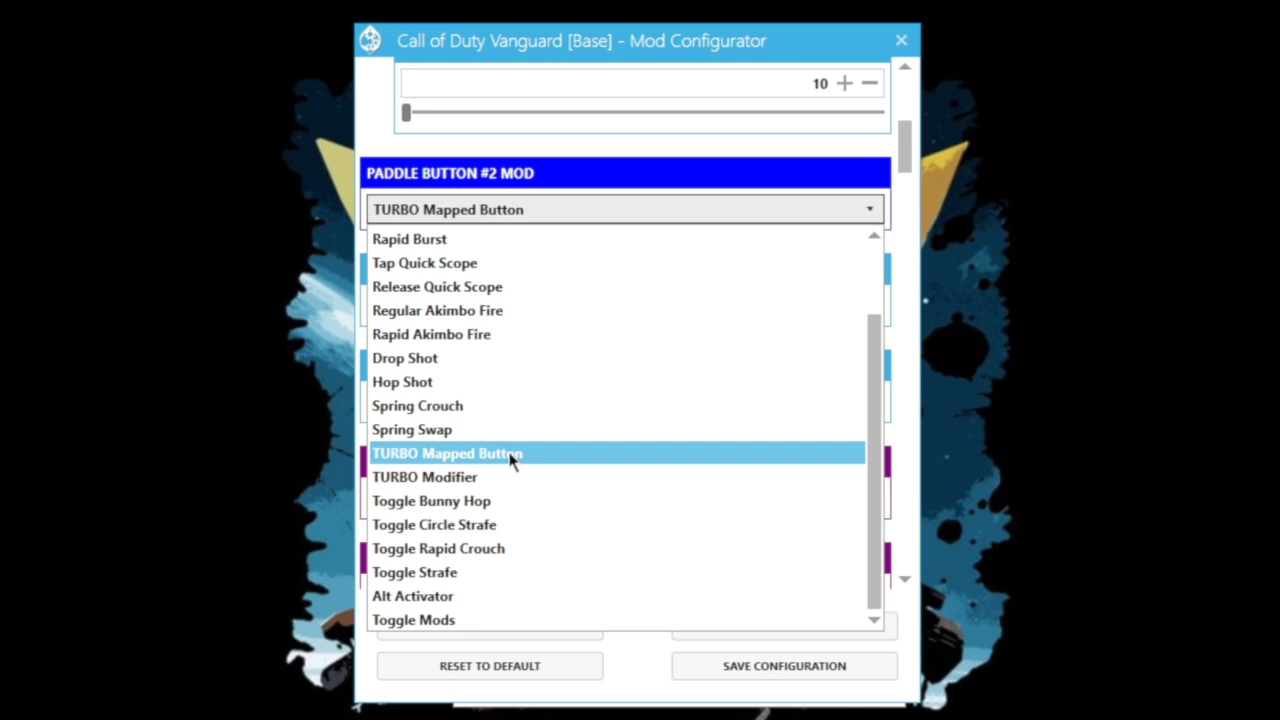 Call of Duty Vanguard [Base] - Mod Configurator
10
PADDLE BUTTON #2 MOD
TURBO Mapped Button
Rapid Burst
Tap Quick Scope
Release Quick Scope
Regular Akimbo Fire
Rapid Akimbo Fire
Drop Shot
Hop Shot
Spring Crouch
Spring Swap
TURBO Mapped Button
TURBO Modifier
Toggle Bunny Hop
Toggle Circle Strafe
Toggle Rapid Crouch
Toggle Strafe
Alt Activator
Toggle Mods
RESET TO DEFAULT
SAVE CONFIGURATION